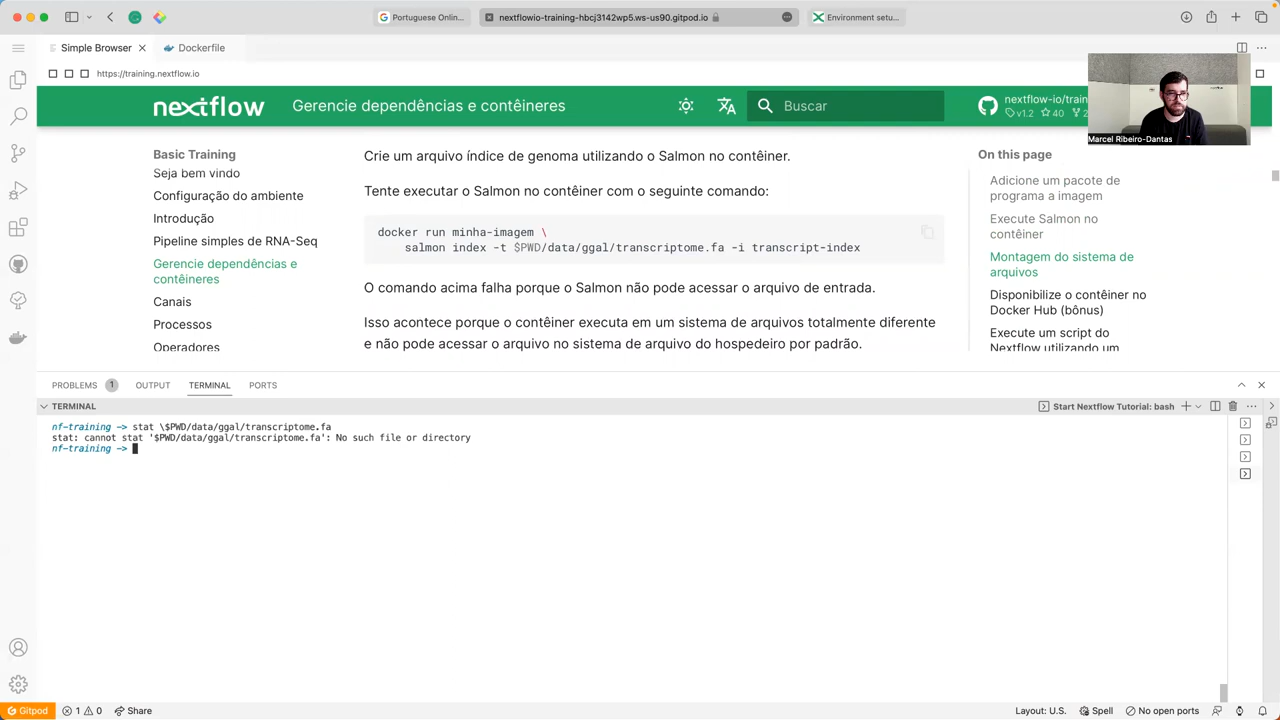 Portuguese Onlin...
nextflowio-training-hbcj3142wp5.ws-us90.gitpod.io
Environment setu...
Simple Browser
Dockerfile
https://training.nextflow.io
nextflow
Gerencie dependências e contêineres
Buscar
nextflow-io/train
v1.2
40
2
Marcel Ribeiro-Dantas
Basic Training
Seja bem vindo
Configuração do ambiente
Introdução
Pipeline simples de RNA-Seq
Gerencie dependências e
contêineres
Canais
Processos
Operadores
Crie um arquivo índice de genoma utilizando o Salmon no contêiner.
Tente executar o Salmon no contêiner com o seguinte comando:
docker run minha-imagem \
salmon index -t $PWD/data/ggal/transcriptome.fa -i transcript-index
O comando acima falha porque o Salmon não pode acessar o arquivo de entrada.
Isso acontece porque o contêiner executa em um sistema de arquivos totalmente diferente
e não pode acessar o arquivo no sistema de arquivo do hospedeiro por padrão.
On this page
Adicione um pacote de
programa a imagem
Execute Salmon no
contêiner
Montagem do sistema de
arquivos
Disponibilize o contêiner no
Docker Hub (bônus)
Execute um script do
Nextflow utilizando um
PROBLEMS 1 OUTPUT TERMINAL PORTS
TERMINAL
Start Nextflow Tutorial: bash
nf-training -> stat \$PWD/data/ggal/transcriptome.fa
stat: cannot stat '$PWD/data/ggal/transcriptome.fa': No such file or directory
nf-training ->
Gitpod 1 0 Share
Layout: U.S. Spell No open ports